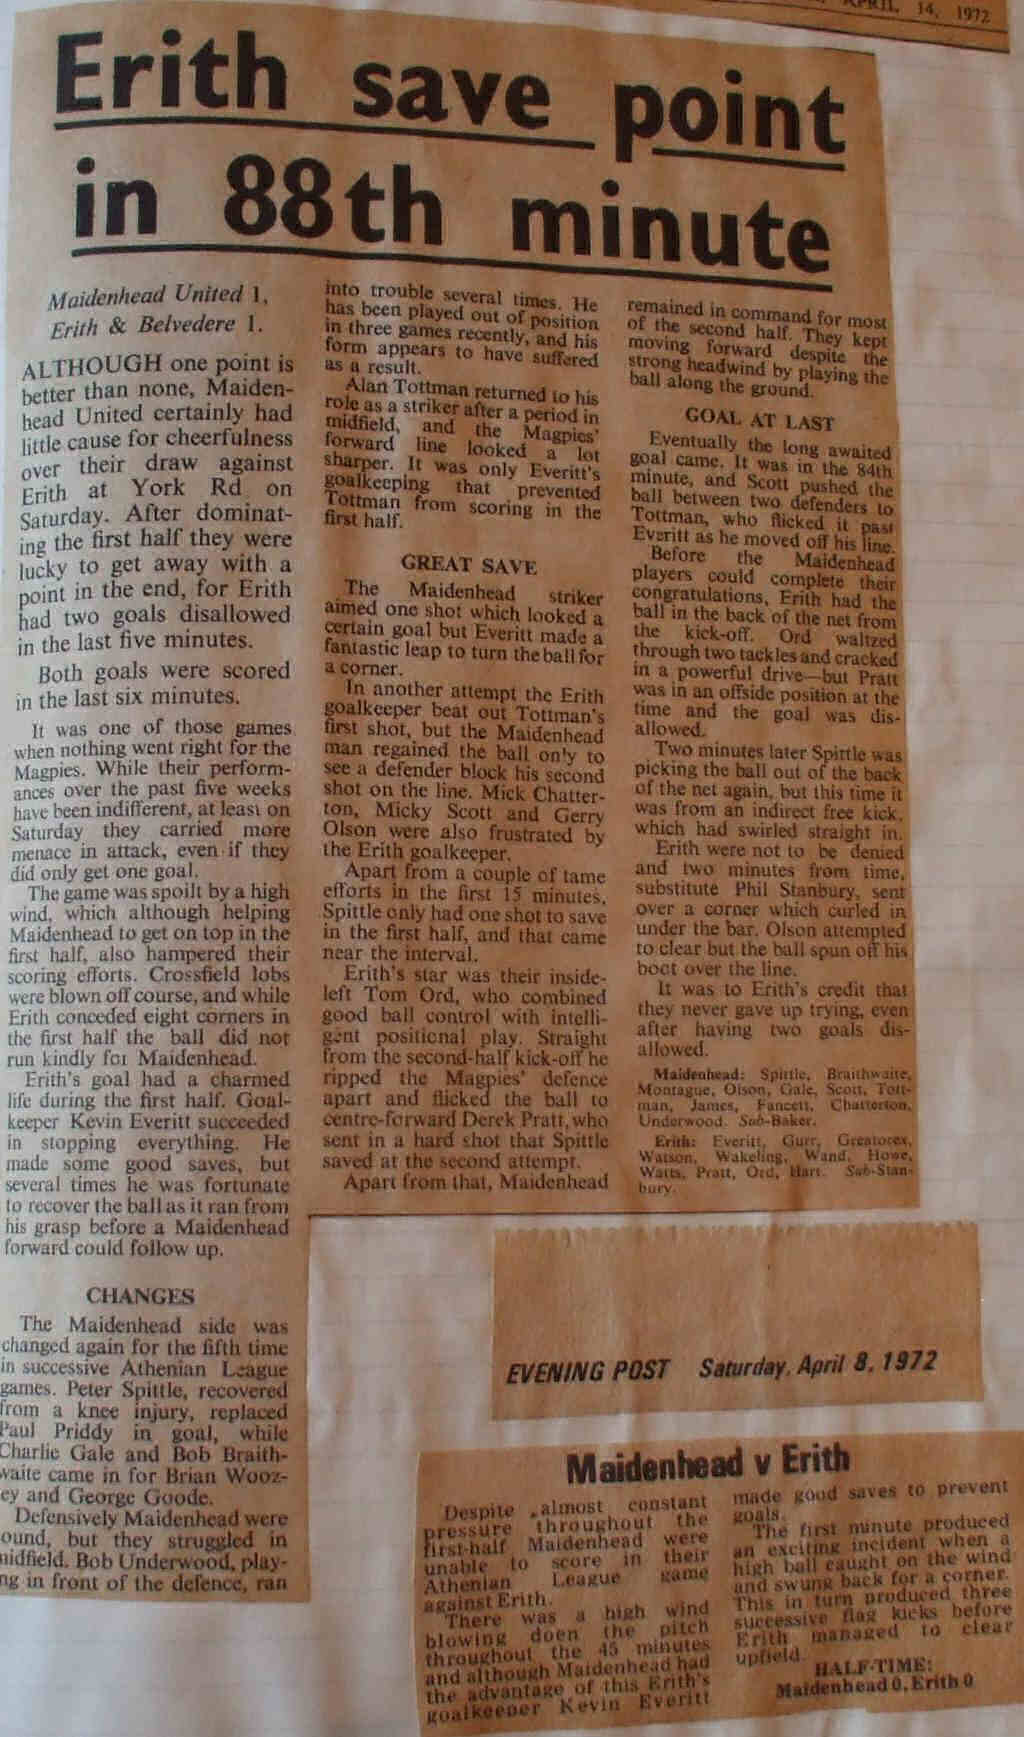 APRIL 14, 1972
Erith save point
in 88th minute
Maidenhead United 1,
Erith & Belvedere 1.
ALTHOUGH one point is
better than none, Maiden-
head United certainly had
little cause for cheerfulness
over their draw against
Erith at York Rd on
Saturday. After dominat-
ing the first half they were
lucky to get away with a
point in the end, for Erith
had two goals disallowed
in the last five minutes.
Both goals were scored
in the last six minutes.
It was one of those games
when nothing went right for the
Magpies. While their perform-
ances over the past five weeks
have been indifferent, at least on
Saturday they carried more
menace in attack, even if they
did only get one goal.
The game was spoilt by a high
wind, which although helping
Maidenhead to get on top in the
first half, also hampered their
scoring efforts. Crossfield lobs
were blown off course, and while
Erith conceded eight corners in
the first half the ball did not
run kindly for Maidenhead.
Erith's goal had a charmed
life during the first half. Goal-
keeper Kevin Everitt succeeded
in stopping everything. He
made some good saves, but
several times he was fortunate
to recover the ball as it ran from
his grasp before a Maidenhead
forward could follow up.
CHANGES
The Maidenhead side was
changed again for the fifth time
in successive Athenian League
games. Peter Spittle, recovered
from a knee injury, replaced
Paul Priddy in goal, while
Charlie Gale and Bob Braith-
waite came in for Brian Wooz-
ey and George Goode.
Defensively Maidenhead were
ound, but they struggled in
midfield. Bob Underwood, play-
ng in front of the defence, ran
into trouble several times. He
has been played out of position
in three games recently, and his
form appears to have suffered
as a result.
Alan Tottman returned to his
role as a striker after a period in
midfield, and the Magpies'
forward line looked a lot
sharper. It was only Everitt's
goalkeeping that prevented
Tottman from scoring in the
first half.
GREAT SAVE
The Maidenhead striker
aimed one shot which looked a
certain goal but Everitt made a
fantastic leap to turn the ball for
a corner.
In another attempt the Erith
goalkeeper beat out Tottman's
first shot, but the Maidenhead
man regained the ball only to
see a defender block his second
shot on the line. Mick Chatter-
ton, Micky Scott and Gerry
Olson were also frustrated by
the Erith goalkeeper.
Apart from a couple of tame
efforts in the first 15 minutes,
Spittle only had one shot to save
in the first half, and that came
near the interval.
Erith's star was their inside-
left Tom Ord, who combined
good ball control with intelli-
gent positional play. Straight
from the second-half kick-off he
ripped the Magpies' defence
apart and flicked the ball to
centre-forward Derek Pratt, who
sent in a hard shot that Spittle
saved at the second attempt.
Apart from that, Maidenhead
remained in command for most
of the second half. They kept
moving forward despite the
strong headwind by playing the
ball along the ground.
GOAL AT LAST
Eventually the long awaited
goal came. It was in the 84th
minute, and Scott pushed the
ball between two defenders to
Tottman, who flicked it past
Everitt as he moved off his line.
Before the Maidenhead
players could complete their
congratulations, Erith had the
ball in the back of the net from
the kick-off. Ord waltzed
through two tackles and cracked
in a powerful drive—but Pratt
was in an offside position at the
time and the goal was dis-
allowed.
Two minutes later Spittle was
picking the ball out of the back
of the net again, but this time it
was from an indirect free kick,
which had swirled straight in.
Erith were not to be denied
and two minutes from time,
substitute Phil Stanbury, sent
over a corner which curled in
under the bar. Olson attempted
to clear but the ball spun off his
boot over the line.
It was to Erith's credit that
they never gave up trying, even
after having two goals dis-
allowed.
Maidenhead: Spittle, Braithwaite,
Montague, Olson, Gale, Scott, Tott-
man, James, Fancett, Chatterton,
Underwood. Sub-Baker.
Erith: Everitt, Gurr, Greatorex,
Watson, Wakeling, Wand, Howe,
Watts, Pratt, Ord, Hart. Sub-Stan-
bury.
EVENING POST Saturday, April 8, 1972
Maidenhead v Erith
Despite almost constant
pressure throughout the
first-half Maidenhead were
unable to score in their
Athenian League game
against Erith.
There was a high wind
blowing doen the pitch
throughout the 45 minutes
and although Maidenhead had
the advantage of this Erith's
goalkeeper Kevin Everitt
made good saves to prevent
goals.
The first minute produced
an exciting incident when a
high ball caught on the wind
and swung back for a corner.
This in turn produced three
successive flag kicks before
Erith managed to clear
upfield.
HALF-TIME:
Maidenhead 0, Erith 0